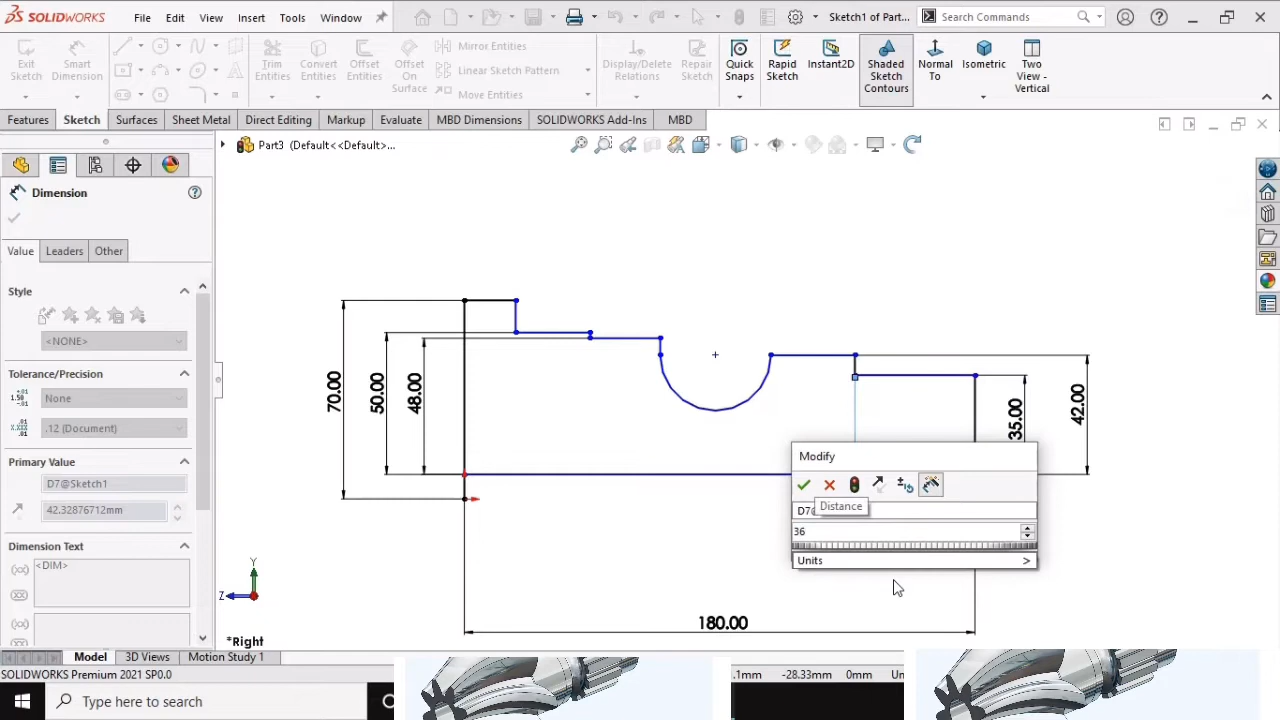 SOLIDWORKS
File Edit View Insert Tools Window
Sketch1 of Part... Search Commands
Exit Sketch
Smart Dimension
Trim Entities
Convert Entities
Offset Entities
Offset On Surface
Mirror Entities
Linear Sketch Pattern
Move Entities
Display/Delete Relations
Repair Sketch
Quick Snaps
Rapid Sketch
Instant2D
Shaded Sketch Contours
Normal To
Isometric
Two View - Vertical
Features Sketch Surfaces Sheet Metal Direct Editing Markup Evaluate MBD Dimensions SOLIDWORKS Add-Ins MBD
Part3 (Default<<Default>...
Dimension
Value Leaders Other
Style
<NONE>
Tolerance/Precision
None
.12 (Document)
Primary Value
D7@Sketch1
42.32876712mm
Dimension Text
<DIM>
70.00
50.00
48.00
35.00
42.00
180.00
Modify
D7@
Distance
36
Units >
Y
Z
*Right
Model 3D Views Motion Study 1
SOLIDWORKS Premium 2021 SP0.0
.1mm -28.33mm 0mm
Type here to search